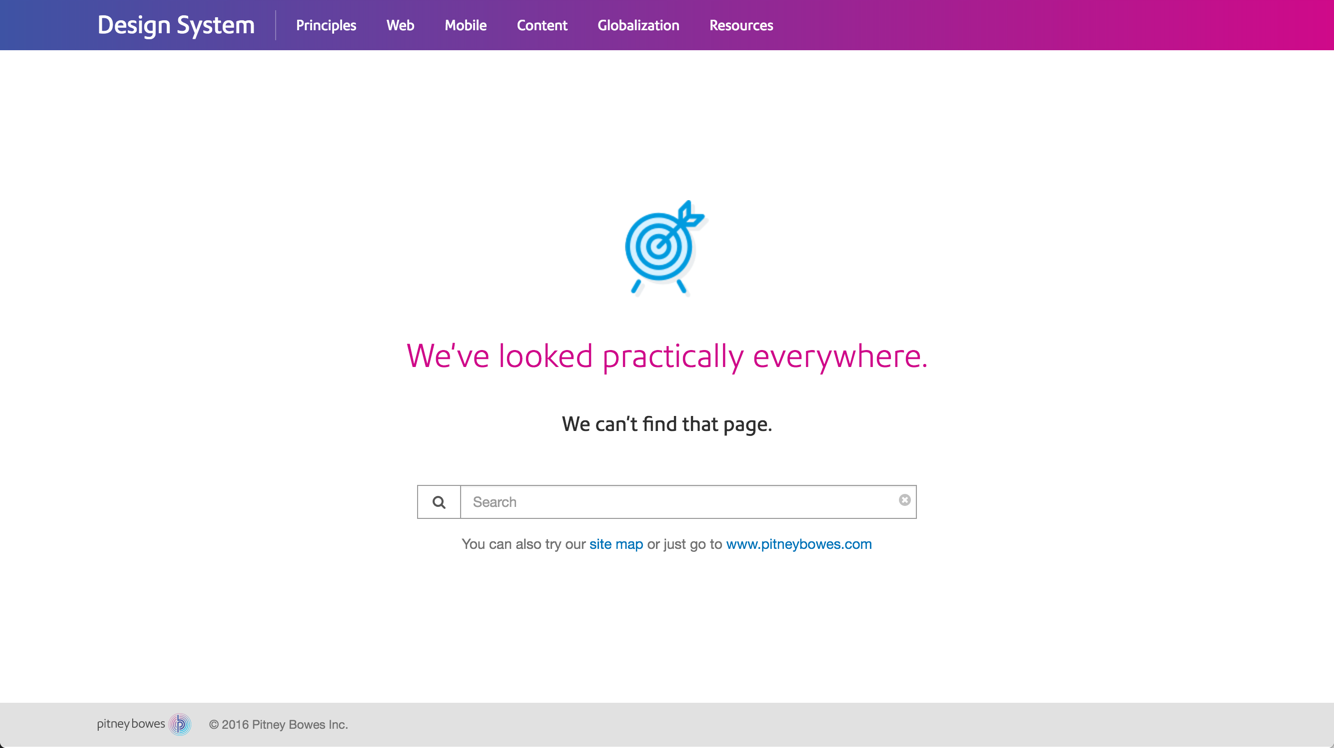 Design System Principles Web Mobile Content Globalization Resources
We've looked practically everywhere.
We can't find that page.
Search
You can also try our site map or just go to www.pitneybowes.com
pitney bowes © 2016 Pitney Bowes Inc.